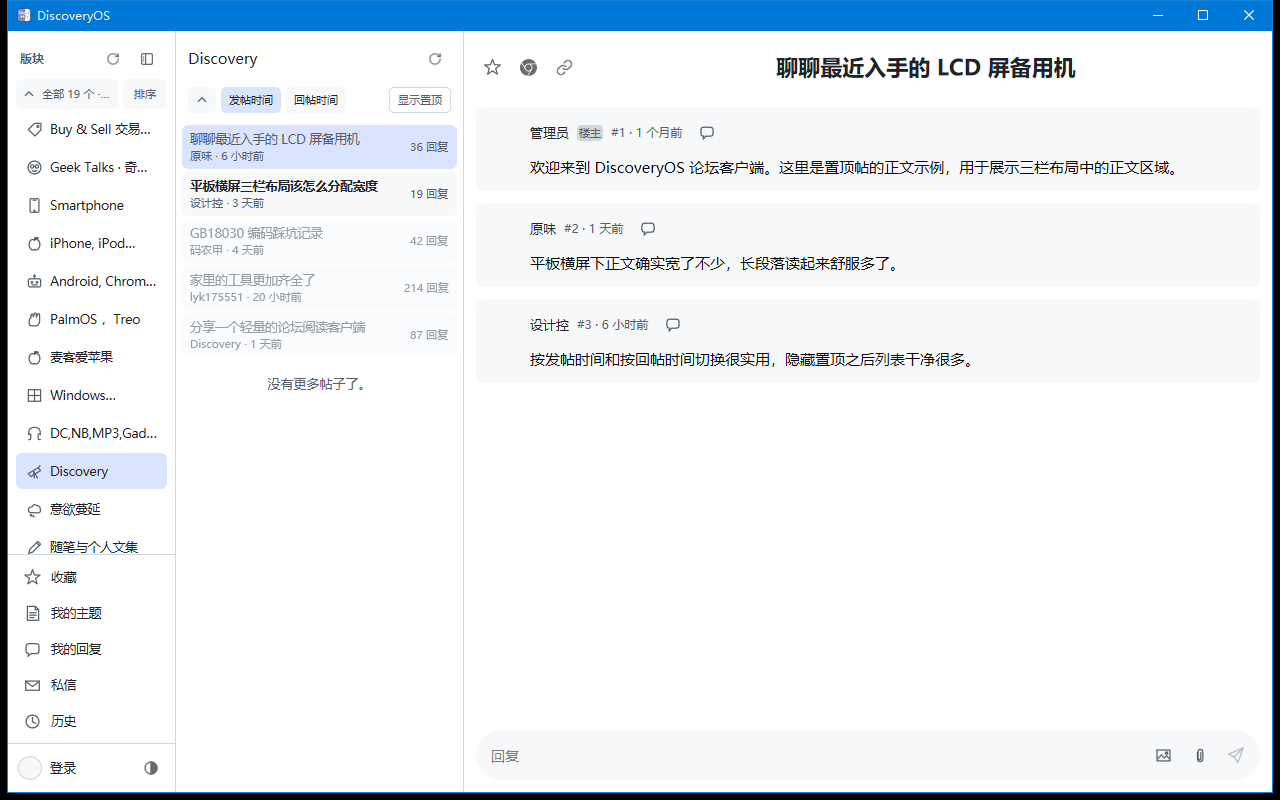 DiscoveryOS
版块
全部 19 个 ·...
排序
Buy & Sell 交易...
Geek Talks · 奇...
Smartphone
iPhone, iPod...
Android, Chrom...
PalmOS， Treo
麦客爱苹果
Windows...
DC,NB,MP3,Gad...
Discovery
意欲蔓延
随笔与个人文集
收藏
我的主题
我的回复
私信
历史
登录
Discovery
发帖时间
回帖时间
显示置顶
聊聊最近入手的 LCD 屏备用机
原味 · 6 小时前
36 回复
平板横屏三栏布局该怎么分配宽度
设计控 · 3 天前
19 回复
GB18030 编码踩坑记录
码农甲 · 4 天前
42 回复
家里的工具更加齐全了
lyk175551 · 20 小时前
214 回复
分享一个轻量的论坛阅读客户端
Discovery · 1 天前
87 回复
没有更多帖子了。
聊聊最近入手的 LCD 屏备用机
管理员 楼主 #1 · 1 个月前
欢迎来到 DiscoveryOS 论坛客户端。这里是置顶帖的正文示例，用于展示三栏布局中的正文区域。
原味 #2 · 1 天前
平板横屏下正文确实宽了不少，长段落读起来舒服多了。
设计控 #3 · 6 小时前
按发帖时间和按回帖时间切换很实用，隐藏置顶之后列表干净很多。
回复